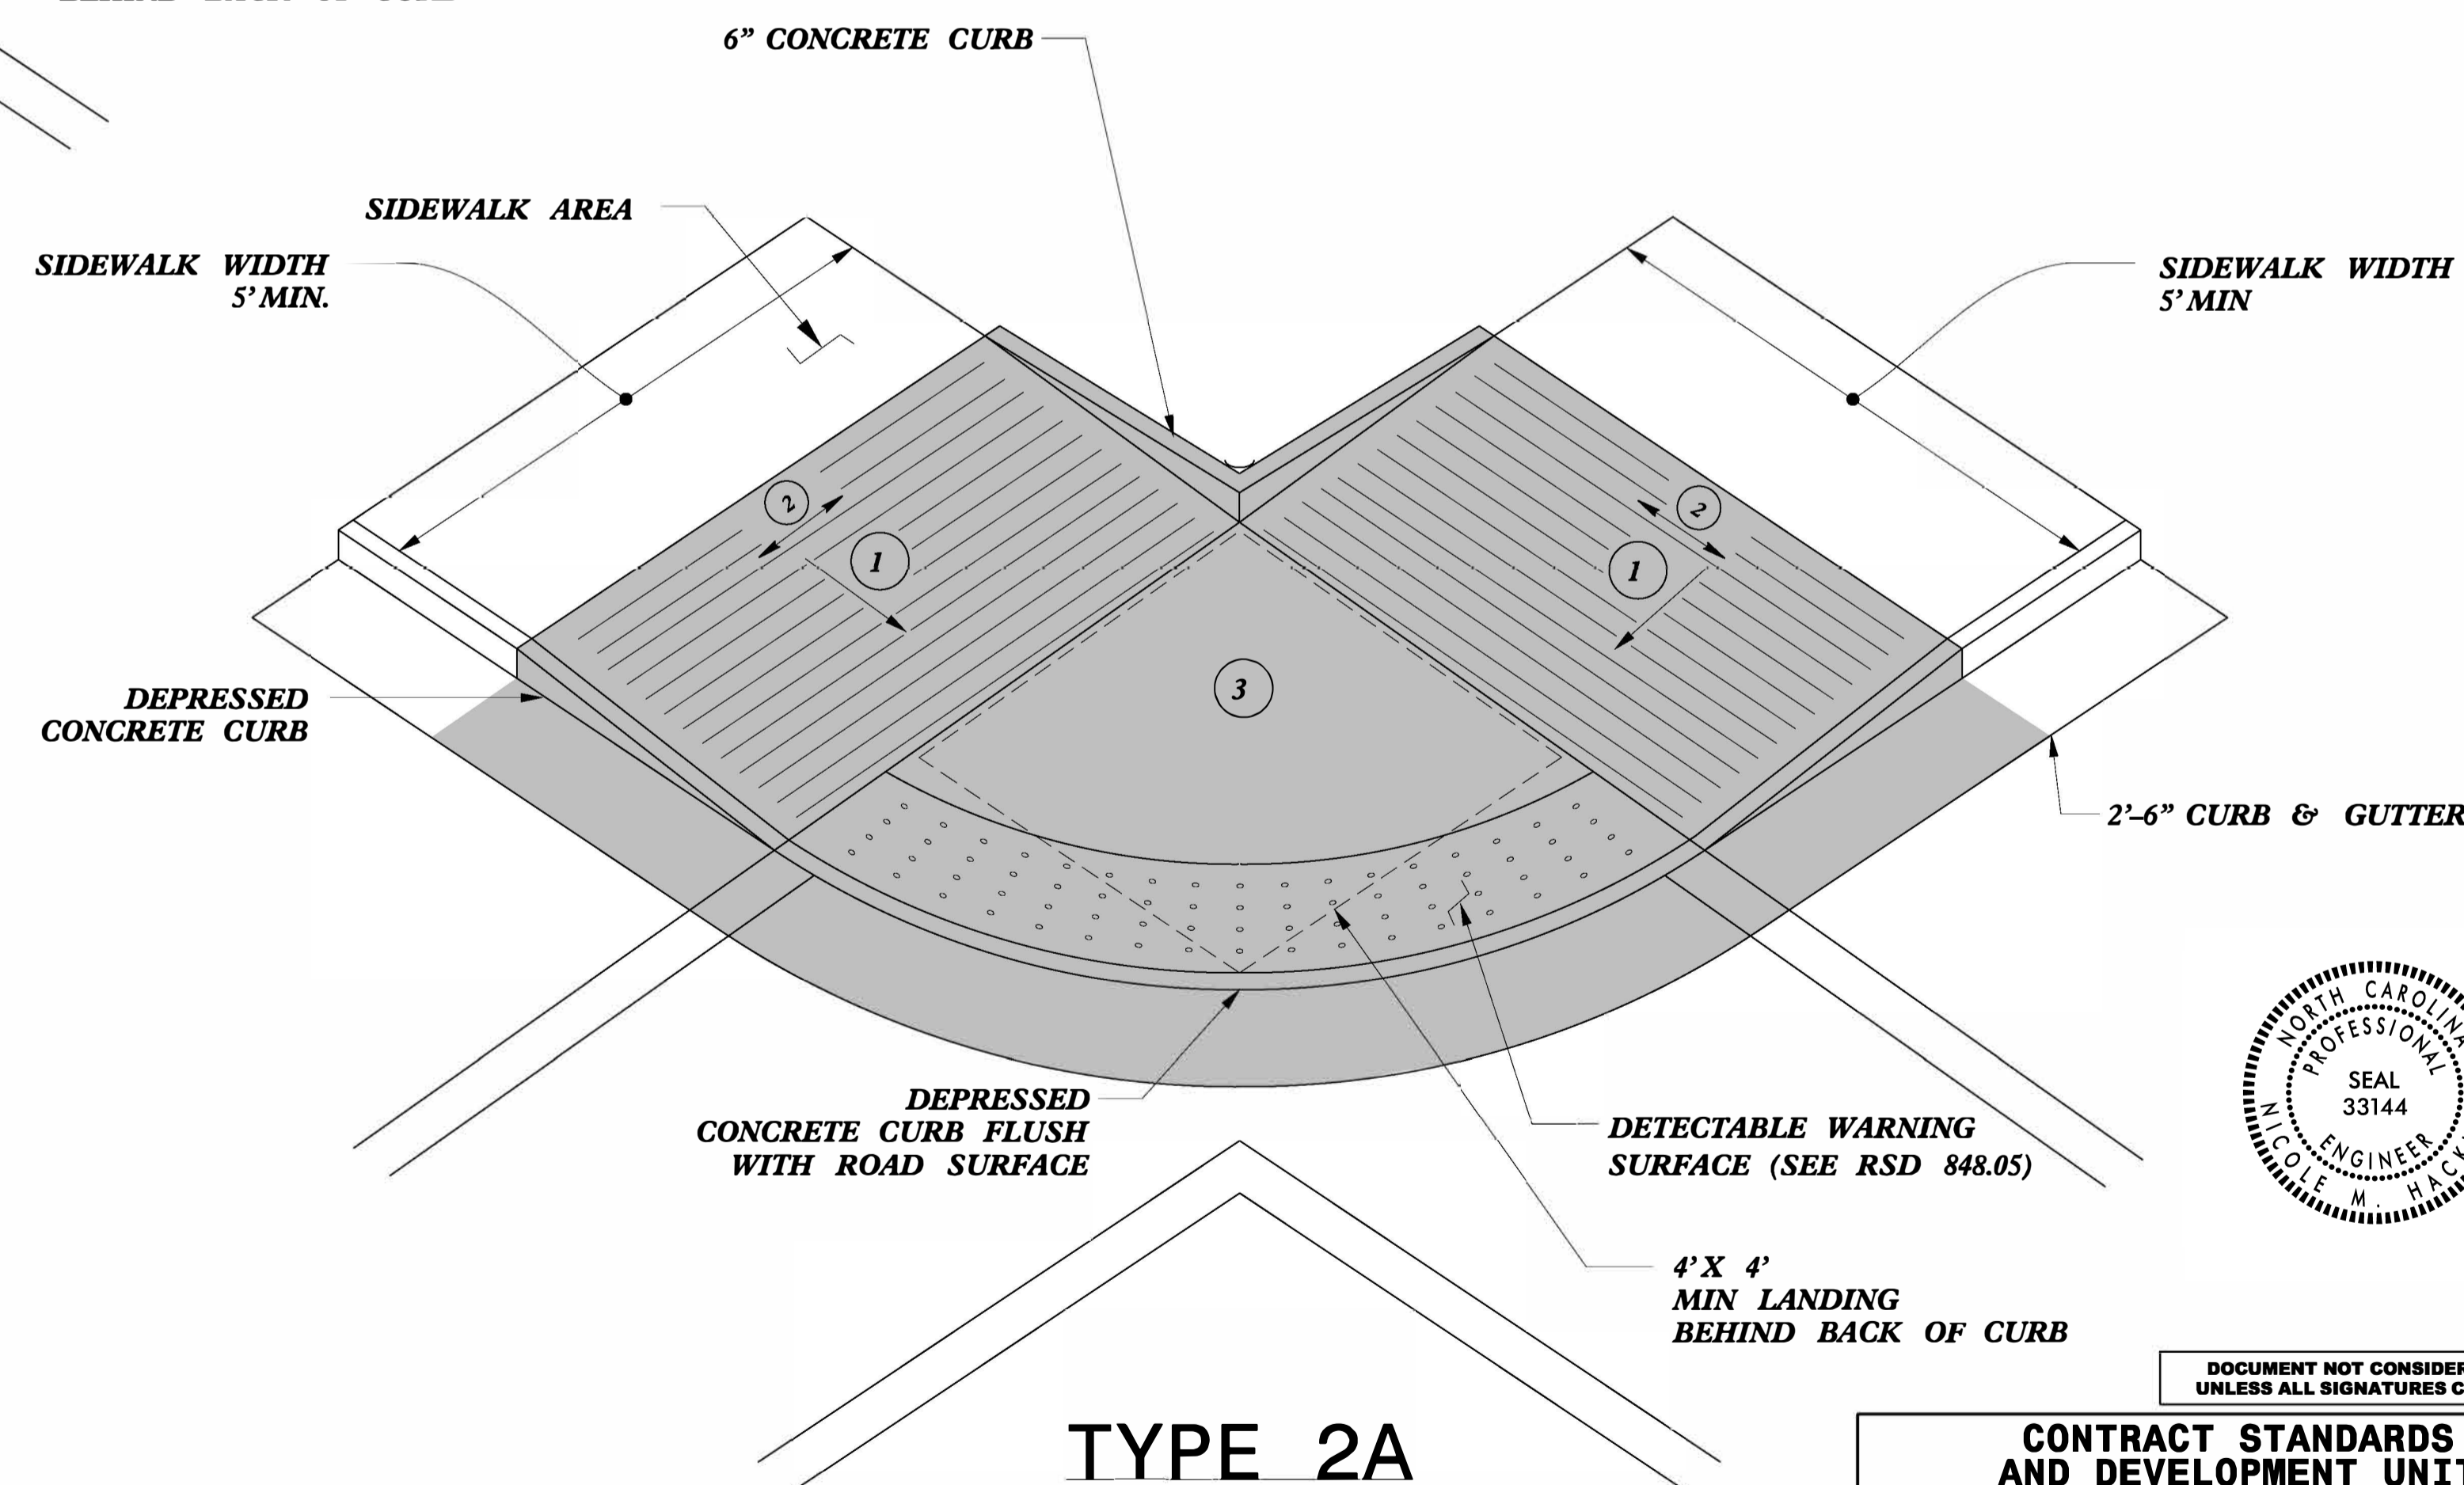 6” CONCRETE CURB
SIDEWALK AREA
SIDEWALK WIDTH
5’ MIN.
SIDEWALK WIDTH
5’ MIN
2
1
2
1
3
DEPRESSED
CONCRETE CURB
2’–6” CURB & GUTTER
DEPRESSED
CONCRETE CURB FLUSH
WITH ROAD SURFACE
DETECTABLE WARNING
SURFACE (SEE RSD 848.05)
4’ X 4’
MIN LANDING
BEHIND BACK OF CURB
NORTH CAROLINA
PROFESSIONAL
SEAL
33144
ENGINEER
NICOLE M.
DOCUMENT NOT
UNLESS ALL SIGNATURES
TYPE 2A
CONTRACT STANDARDS
AND DEVELOPMENT UNIT